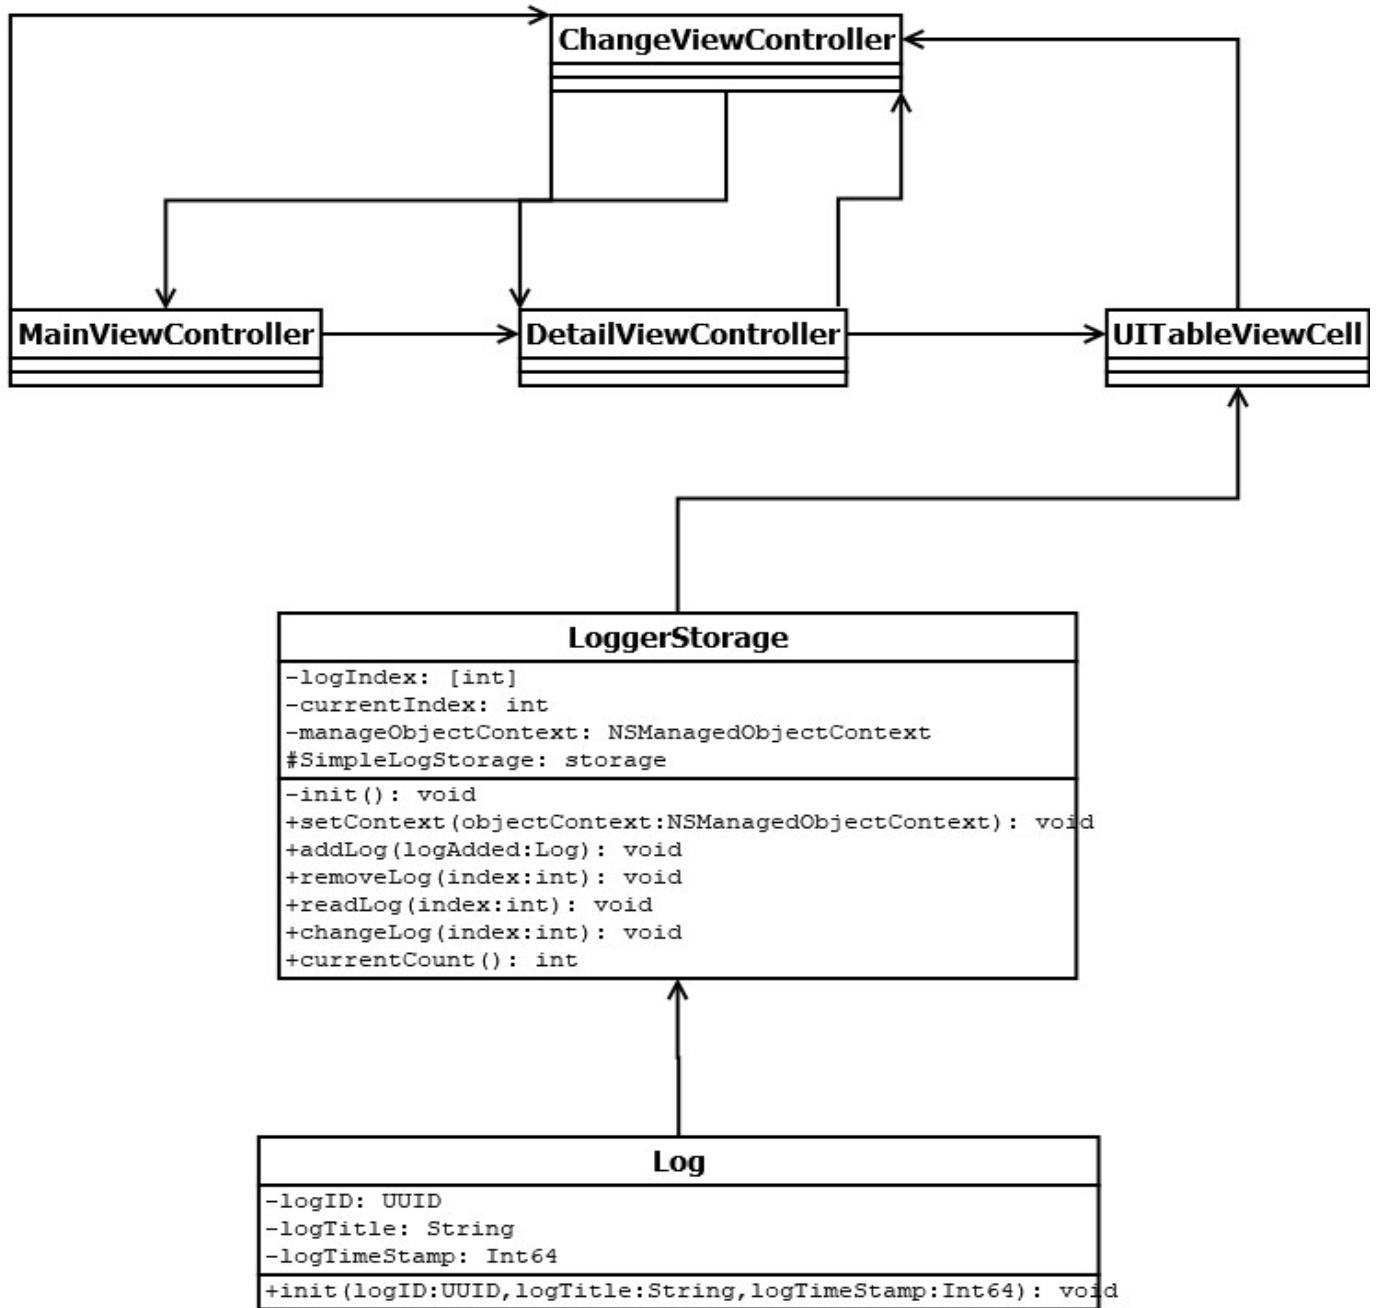 ChangeViewController
MainViewController
DetailViewController
UITableViewCell
LoggerStorage
-logIndex: [int]
-currentIndex: int
-manageObjectContext: NSManagedObjectContext
#SimpleLogStorage: storage
-init(): void
+setContext(objectContext:NSManagedObjectContext): void
+addLog(logAdded:Log): void
+removeLog(index:int): void
+readLog(index:int): void
+changeLog(index:int): void
+currentCount(): int
Log
-logID: UUID
-logTitle: String
-logTimeStamp: Int64
+init(logID:UUID,logTitle:String,logTimeStamp:Int64): void